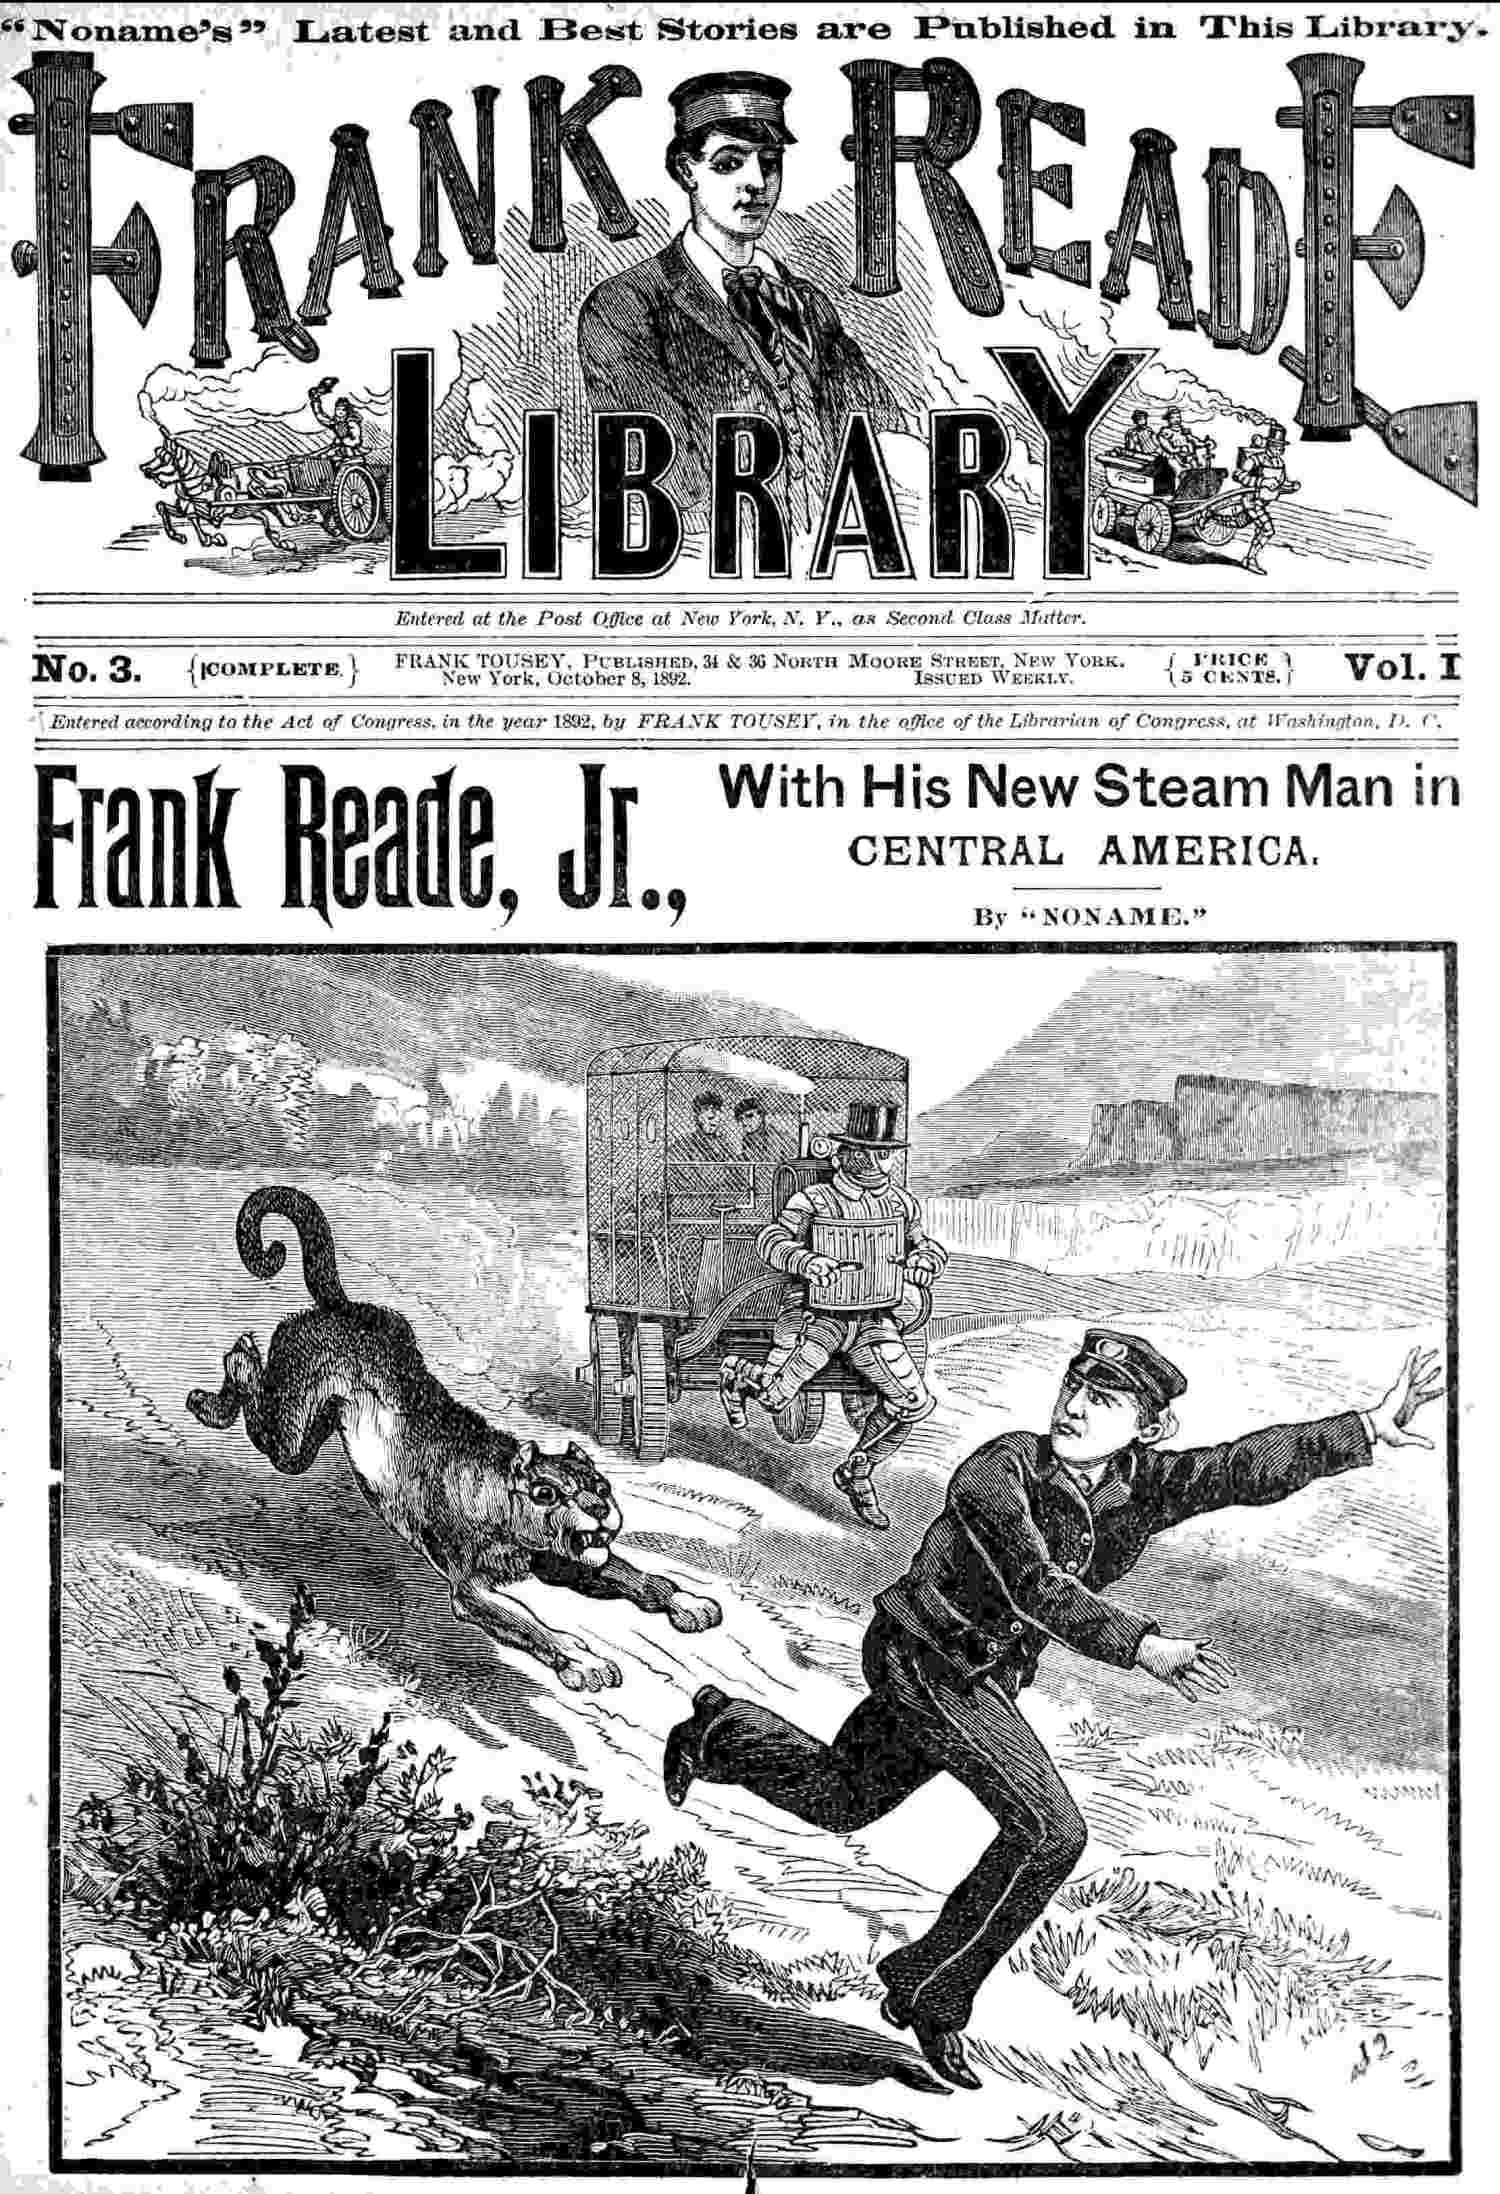 “Noname's” Latest and Best Stories are Published in This Library.
FRANK READE
LIBRARY
Entered at the Post Office at New York, N. Y., as Second Class Matter.
No. 3. {COMPLETE.} FRANK TOUSEY, PUBLISHED, 34 & 36 NORTH MOORE STREET, NEW YORK. {PRICE} Vol. I
NEW YORK, October 8, 1892. ISSUED WEEKLY. {5 CENTS.}
Entered according to the Act of Congress, in the year 1892, by FRANK TOUSEY, in the office of the Librarian of Congress, at Washington, D. C.
Frank Reade, Jr., With His New Steam Man in
CENTRAL AMERICA.
By “NONAME.”